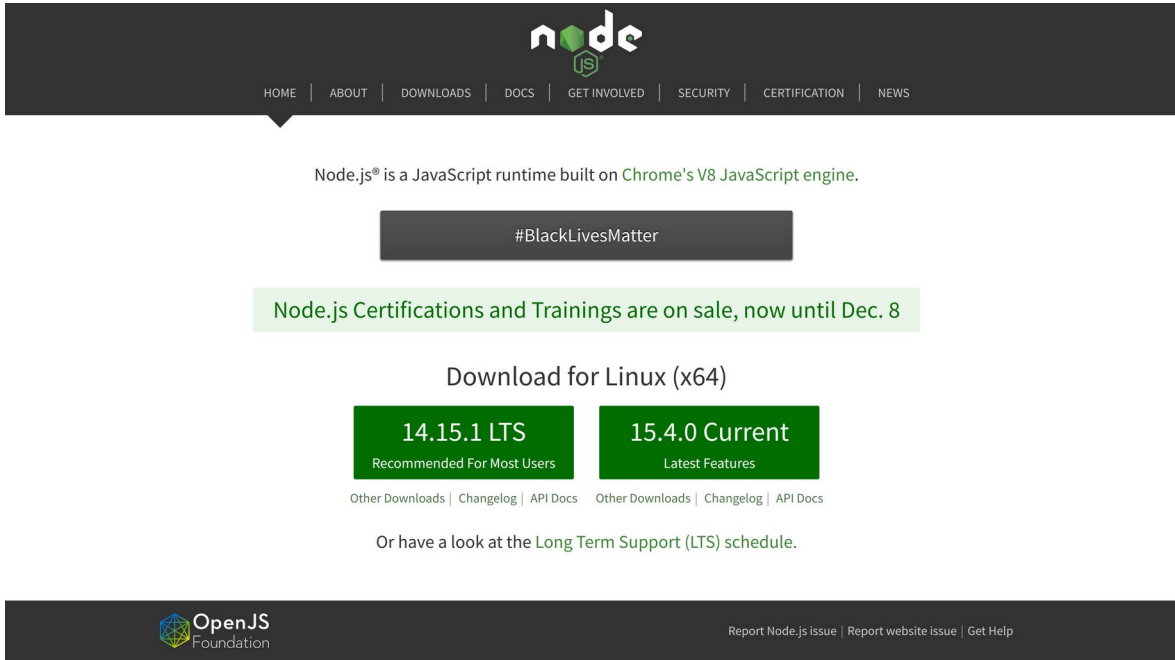 node
JS
HOME | ABOUT | DOWNLOADS | DOCS | GET INVOLVED | SECURITY | CERTIFICATION | NEWS
Node.js® is a JavaScript runtime built on Chrome's V8 JavaScript engine.
#BlackLivesMatter
Node.js Certifications and Trainings are on sale, now until Dec. 8
Download for Linux (x64)
14.15.1 LTS
Recommended For Most Users
15.4.0 Current
Latest Features
Other Downloads | Changelog | API Docs
Other Downloads | Changelog | API Docs
Or have a look at the Long Term Support (LTS) schedule.
OpenJS
Foundation
Report Node.js issue | Report website issue | Get Help